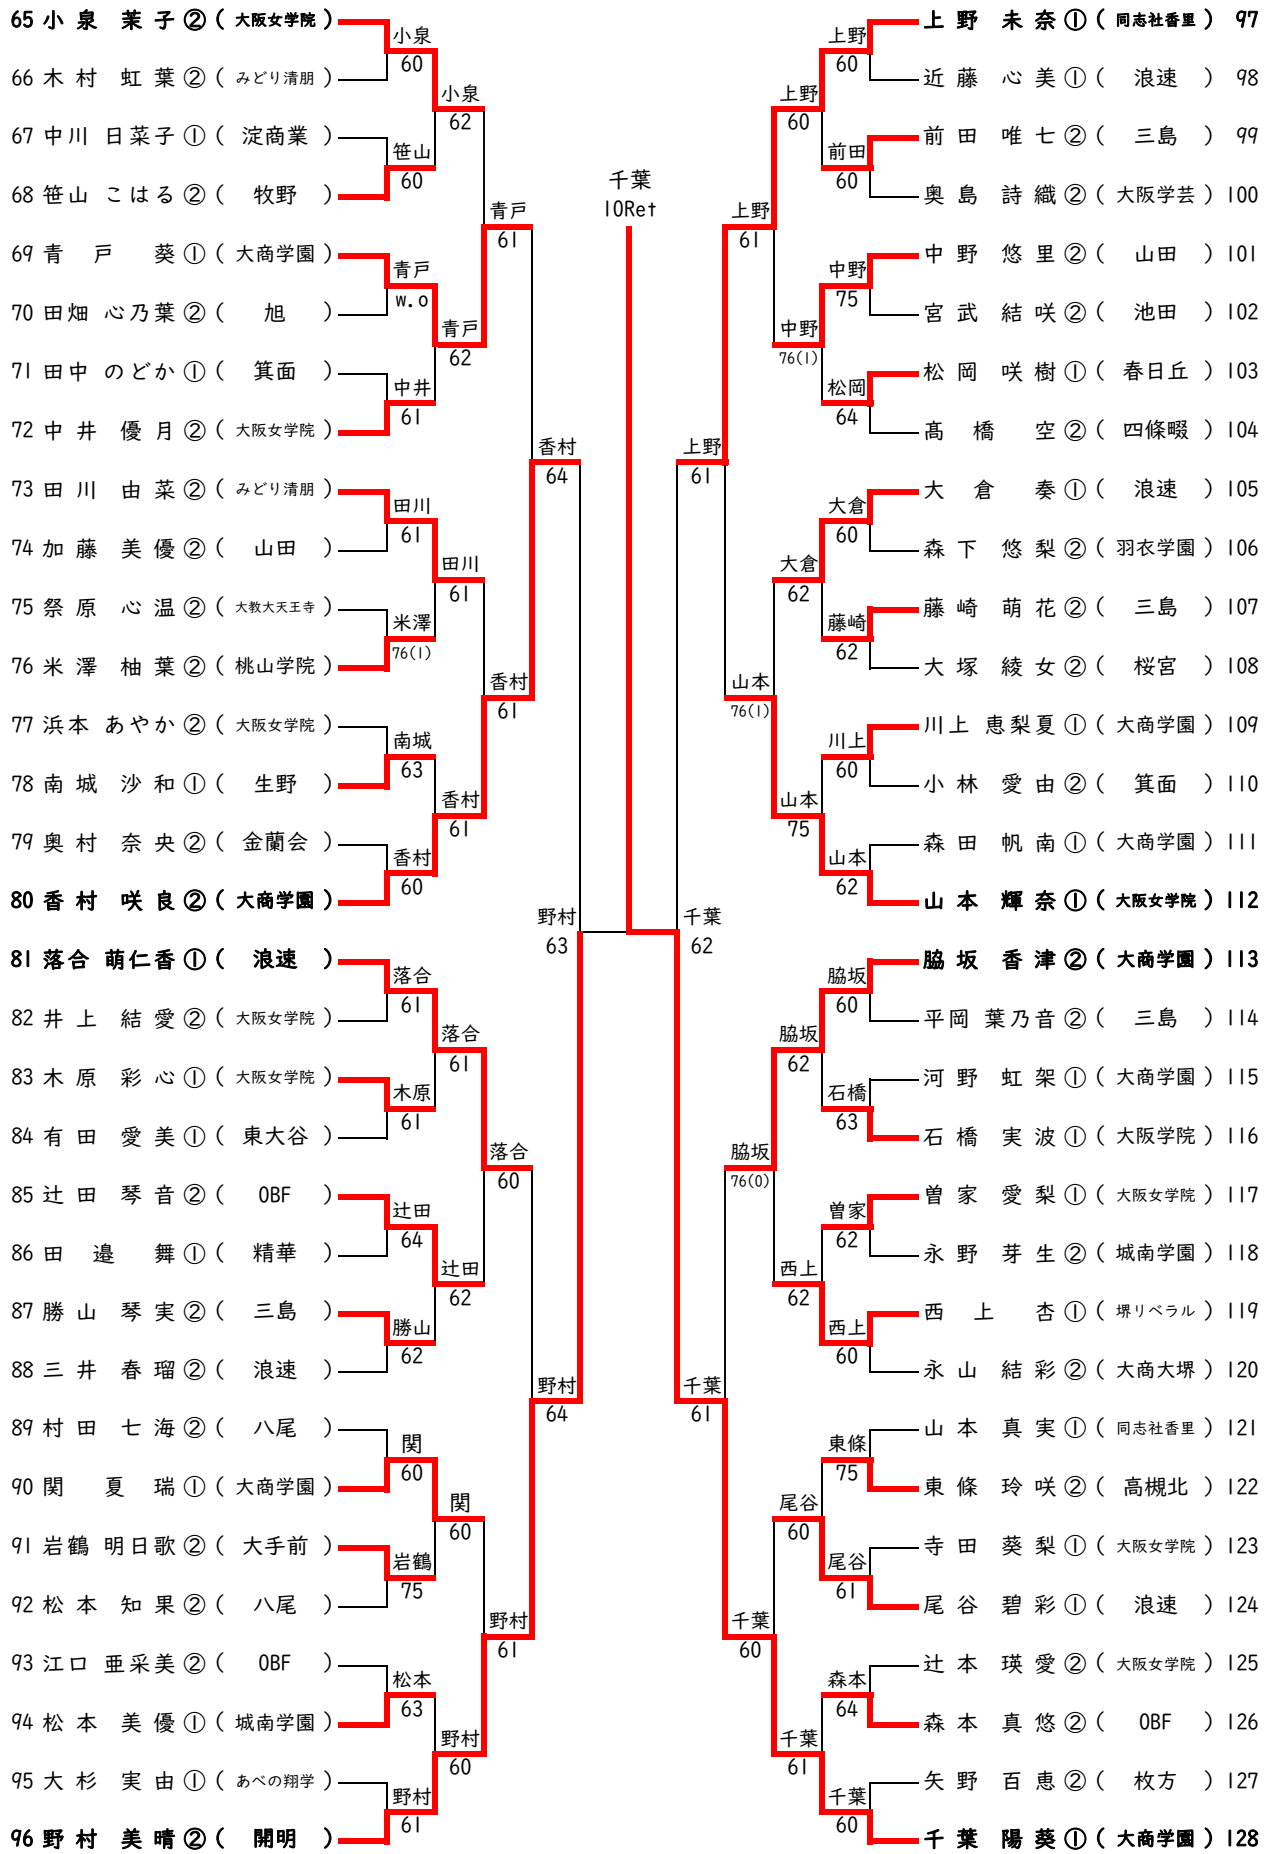 65 小泉 茉子 ② ( 大阪女学院 )
66 木村 虹葉 ② ( みどり清朋 )
67 中川 日菜子 ① ( 淀商業 )
68 笹山 こはる ② ( 牧野 )
69 青戸 葵 ① ( 大商学園 )
70 田畑 心乃葉 ② ( 旭 )
71 田中 のどか ① ( 箕面 )
72 中井 優月 ② ( 大阪女学院 )
73 田川 由菜 ② ( みどり清朋 )
74 加藤 美優 ② ( 山田 )
75 祭原 心温 ② ( 大教大天王寺 )
76 米澤 柚葉 ② ( 桃山学院 )
77 浜本 あやか ② ( 大阪女学院 )
78 南城 沙和 ① ( 生野 )
79 奥村 奈央 ② ( 金蘭会 )
80 香村 咲良 ② ( 大商学園 )
81 落合 萌仁香 ① ( 浪速 )
82 井上 結愛 ② ( 大阪女学院 )
83 木原 彩心 ① ( 大阪女学院 )
84 有田 愛美 ① ( 東大谷 )
85 辻田 琴音 ② ( OBF )
86 田邉 舞 ① ( 精華 )
87 勝山 琴実 ② ( 三島 )
88 三井 春瑠 ② ( 浪速 )
89 村田 七海 ② ( 八尾 )
90 関 夏瑞 ① ( 大商学園 )
91 岩鶴 明日歌 ② ( 大手前 )
92 松本 知果 ② ( 八尾 )
93 江口 亜采美 ② ( OBF )
94 松本 美優 ① ( 城南学園 )
95 大杉 実由 ① ( あべの翔学 )
96 野村 美晴 ② ( 開明 )
小泉
60
笹山
60
青戸
w.o
中井
61
田川
61
米澤
76(1)
南城
63
香村
60
落合
61
木原
61
辻田
64
勝山
62
関
60
岩鶴
75
松本
63
野村
61
小泉
62
青戸
62
田川
61
香村
61
落合
61
辻田
62
関
60
野村
60
青戸
61
香村
61
落合
60
野村
61
香村
64
野村
64
野村
63
千葉
10Ret
千葉
62
上野
61
千葉
61
上野
61
山本
76(1)
脇坂
76(0)
千葉
60
上野
60
中野
76(1)
大倉
62
山本
75
脇坂
62
西上
62
尾谷
60
千葉
61
上野
60
前田
60
中野
75
松岡
64
大倉
60
藤崎
62
川上
60
山本
62
脇坂
60
石橋
63
曽家
62
西上
60
東條
75
尾谷
61
森本
64
千葉
60
上野 未奈 ① ( 同志社香里 ) 97
近藤 心美 ① ( 浪速 ) 98
前田 唯七 ② ( 三島 ) 99
奥島 詩織 ② ( 大阪学芸 ) 100
中野 悠里 ② ( 山田 ) 101
宮武 結咲 ② ( 池田 ) 102
松岡 咲樹 ① ( 春日丘 ) 103
髙橋 空 ② ( 四條畷 ) 104
大倉 奏 ① ( 浪速 ) 105
森下 悠梨 ② ( 羽衣学園 ) 106
藤崎 萌花 ② ( 三島 ) 107
大塚 綾女 ② ( 桜宮 ) 108
川上 恵梨夏 ① ( 大商学園 ) 109
小林 愛由 ② ( 箕面 ) 110
森田 帆南 ① ( 大商学園 ) 111
山本 輝奈 ① ( 大阪女学院 ) 112
脇坂 香津 ② ( 大商学園 ) 113
平岡 葉乃音 ② ( 三島 ) 114
河野 虹架 ① ( 大商学園 ) 115
石橋 実波 ① ( 大阪学院 ) 116
曽家 愛梨 ① ( 大阪女学院 ) 117
永野 芽生 ② ( 城南学園 ) 118
西上 杏 ① ( 堺リベラル ) 119
永山 結彩 ② ( 大商大堺 ) 120
山本 真実 ① ( 同志社香里 ) 121
東條 玲咲 ② ( 高槻北 ) 122
寺田 葵梨 ① ( 大阪女学院 ) 123
尾谷 碧彩 ① ( 浪速 ) 124
辻本 瑛愛 ② ( 大阪女学院 ) 125
森本 真悠 ② ( OBF ) 126
矢野 百恵 ② ( 枚方 ) 127
千葉 陽葵 ① ( 大商学園 ) 128